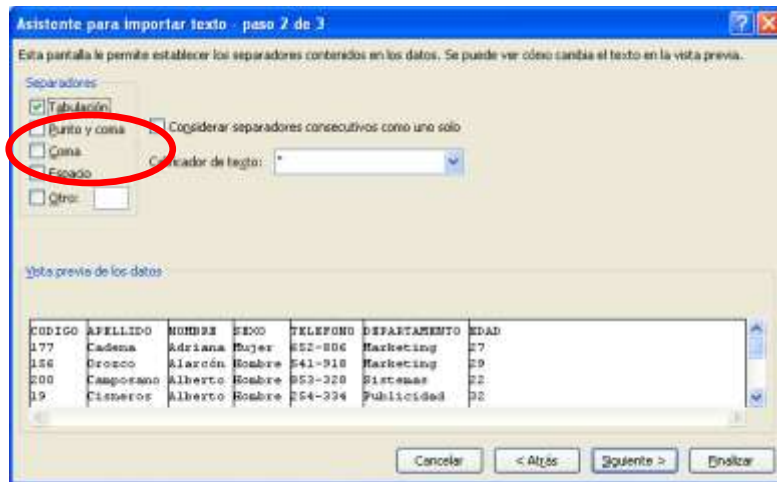 Asistente para importar texto - paso 2 de 3
Esta pantalla le permite establecer los separadores contenidos en los datos. Se puede ver cómo cambia el texto en la vista previa.
Separadores
Tabulación
Punto y coma
Considerar separadores consecutivos como uno solo
Coma
Calificador de texto: "
Espacio
Otro:
Vista previa de los datos
CODIGO APELLIDO NOMBRE SEXO TELEFONO DEPARTAMENTO EDAD
177 Cadena Adriana Mujer 652-806 Marketing 27
156 Orozco Alarcón Hombre 541-918 Marketing 29
200 Camposano Alberto Hombre 953-328 Sistemas 22
19 Cisneros Alberto Hombre 254-334 Publicidad 32
Cancelar
< Atrás
Siguiente >
Finalizar